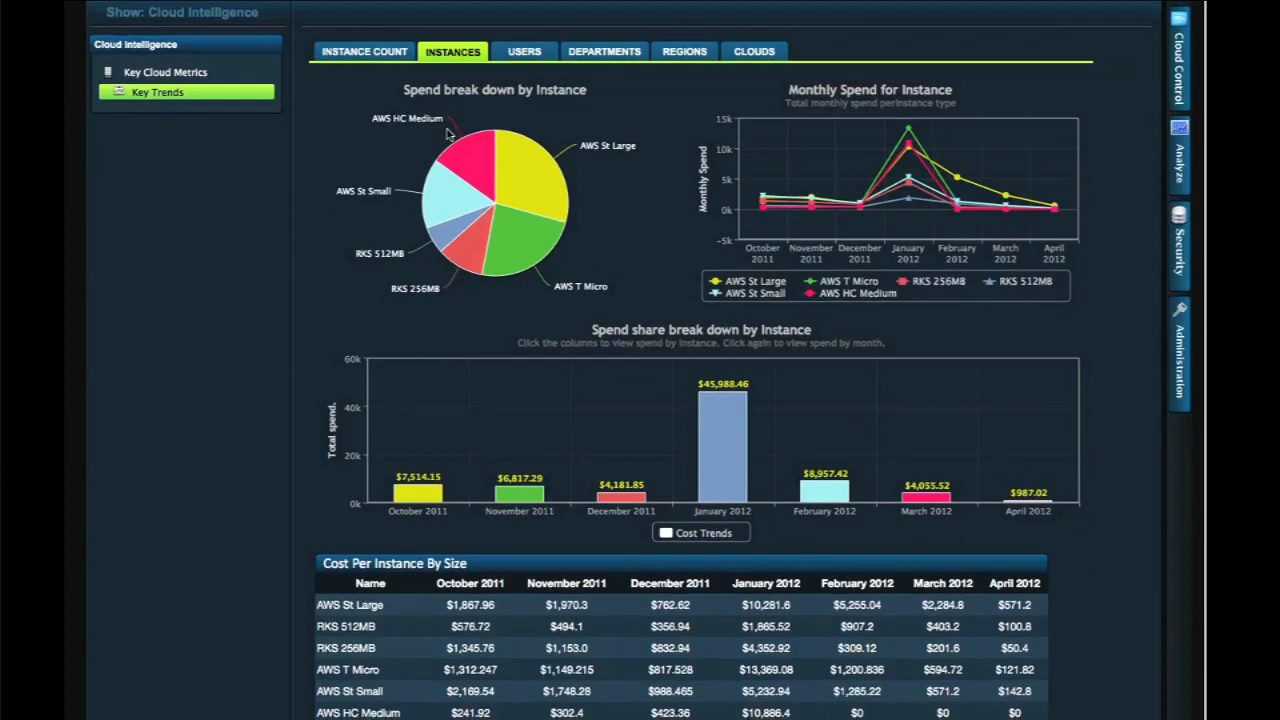 Show: Cloud Intelligence
Cloud Intelligence
Key Cloud Metrics
Key Trends
INSTANCE COUNT INSTANCES USERS DEPARTMENTS REGIONS CLOUDS
Spend break down by Instance
AWS HC Medium
AWS St Large
AWS St Small
RKS 512MB
RKS 256MB
AWS T Micro
Monthly Spend for Instance
Total monthly spend perinstance type
Monthly Spend
15k
10k
5k
0k
-5k
October 2011 November 2011 December 2011 January 2012 February 2012 March 2012 April 2012
AWS St Large AWS T Micro RKS 256MB RKS 512MB
AWS St Small AWS HC Medium
Spend share break down by Instance
Click the columns to view spend by Instance. Click again to view spend by month.
Total spend.
60k
40k
20k
0k
$7,514.15 $6,817.29 $4,181.85 $45,988.46 $8,957.42 $4,055.52 $987.02
October 2011 November 2011 December 2011 January 2012 February 2012 March 2012 April 2012
Cost Trends
Cost Per Instance By Size
Name October 2011 November 2011 December 2011 January 2012 February 2012 March 2012 April 2012
AWS St Large $1,867.96 $1,970.3 $762.62 $10,281.6 $5,255.04 $2,284.8 $571.2
RKS 512MB $576.72 $494.1 $356.94 $1,865.52 $907.2 $403.2 $100.8
RKS 256MB $1,345.76 $1,153.0 $832.94 $4,352.92 $309.12 $201.6 $50.4
AWS T Micro $1,312.247 $1,149.215 $817.528 $13,369.08 $1,200.836 $594.72 $121.82
AWS St Small $2,169.54 $1,748.28 $988.465 $5,232.94 $1,285.22 $571.2 $142.8
AWS HC Medium $241.92 $302.4 $423.36 $10,886.4 $0 $0 $0
Cloud Control
Analyze
Security
Administration